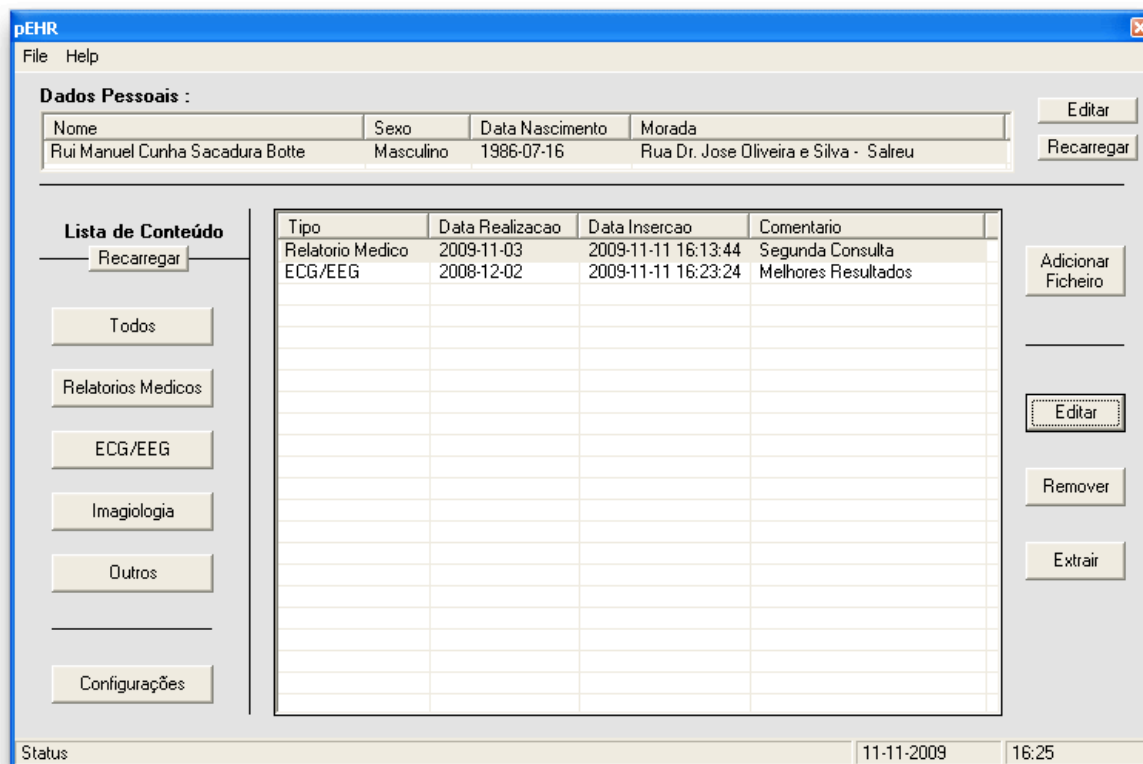 pEHR
File Help
Dados Pessoais :
Editar
Nome Sexo Data Nascimento Morada
Rui Manuel Cunha Sacadura Botte Masculino 1986-07-16 Rua Dr. Jose Oliveira e Silva - Salreu
Recarregar
Lista de Conteúdo
Recarregar
Todos
Relatorios Medicos
ECG/EEG
Imagiologia
Outros
Configurações
Tipo Data Realizacao Data Insercao Comentario
Relatorio Medico 2009-11-03 2009-11-11 16:13:44 Segunda Consulta
ECG/EEG 2008-12-02 2009-11-11 16:23:24 Melhores Resultados
Adicionar
Ficheiro
Editar
Remover
Extrair
Status 11-11-2009 16:25